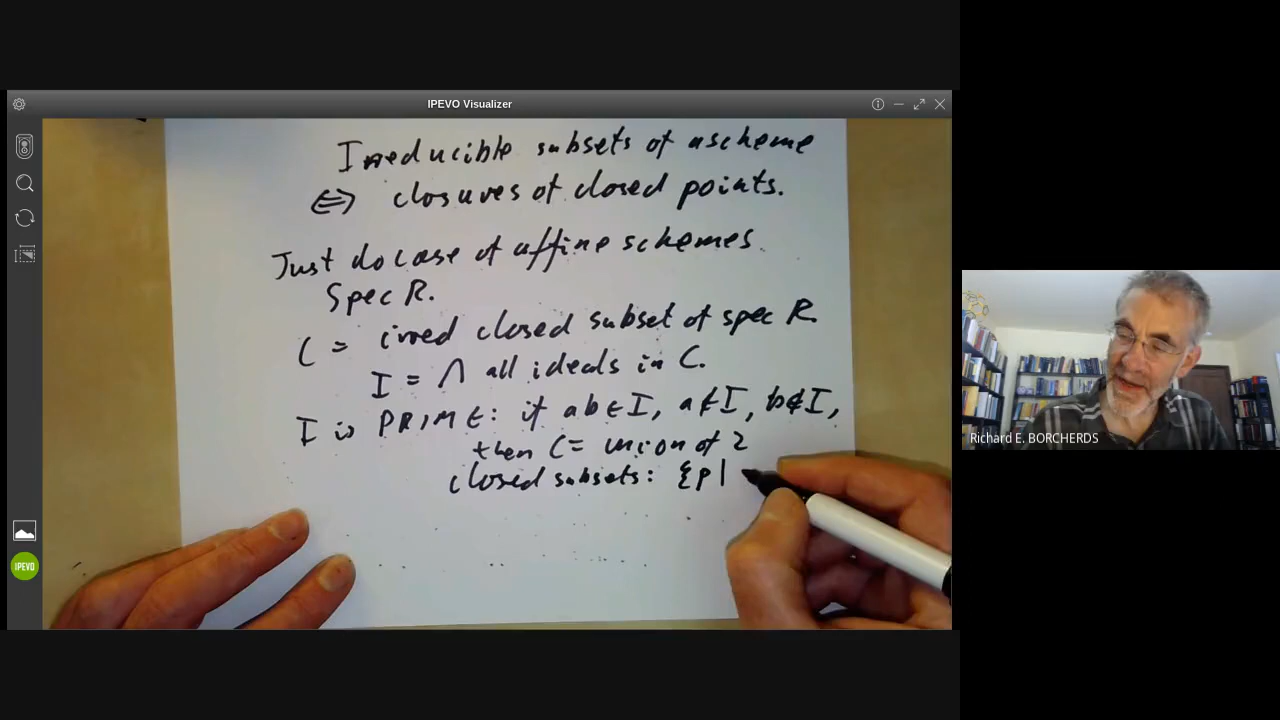 IPEVO Visualizer
Irreducible subsets of a scheme
⇔ closures of closed points.
Just do case of affine schemes
Spec R.
C = irred closed subset of spec R.
I = ∩ all ideals in C.
I is PRIME: if ab∈I, a∉I, b∉I,
then C = union of 2
closed subsets: {p|
IPEVO
Richard E. BORCHERDS